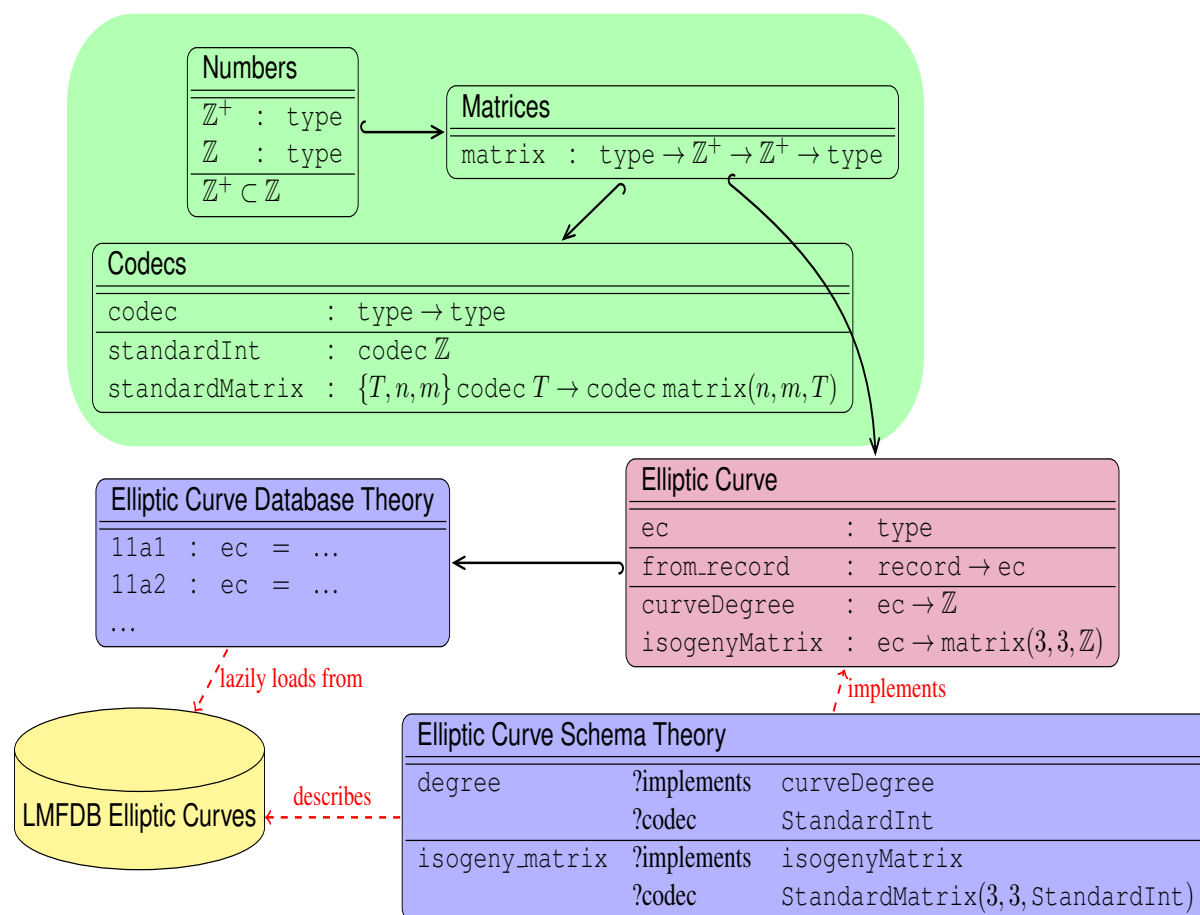 Numbers
ℤ⁺ : type
ℤ : type
ℤ⁺ ⊂ ℤ
Matrices
matrix : type → ℤ⁺ → ℤ⁺ → type
Codecs
codec : type → type
standardInt : codec ℤ
standardMatrix : {T, n, m} codec T → codec matrix(n, m, T)
Elliptic Curve Database Theory
11a1 : ec = ...
11a2 : ec = ...
...
Elliptic Curve
ec : type
from_record : record → ec
curveDegree : ec → ℤ
isogenyMatrix : ec → matrix(3, 3, ℤ)
lazily loads from
implements
LMFDB Elliptic Curves
describes
Elliptic Curve Schema Theory
degree ?implements curveDegree
?codec StandardInt
isogeny_matrix ?implements isogenyMatrix
?codec StandardMatrix(3, 3, StandardInt)